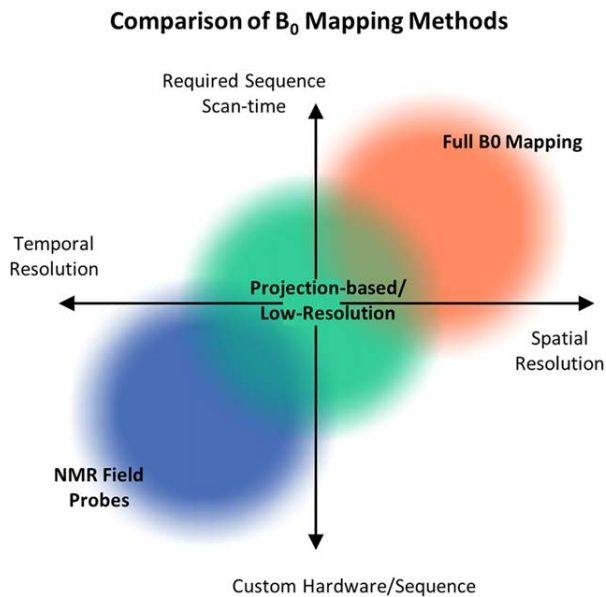 Comparison of B₀ Mapping Methods
Required Sequence
Scan-time
Full B0 Mapping
Temporal
Resolution
Projection-based/
Low-Resolution
Spatial
Resolution
NMR Field
Probes
Custom Hardware/Sequence